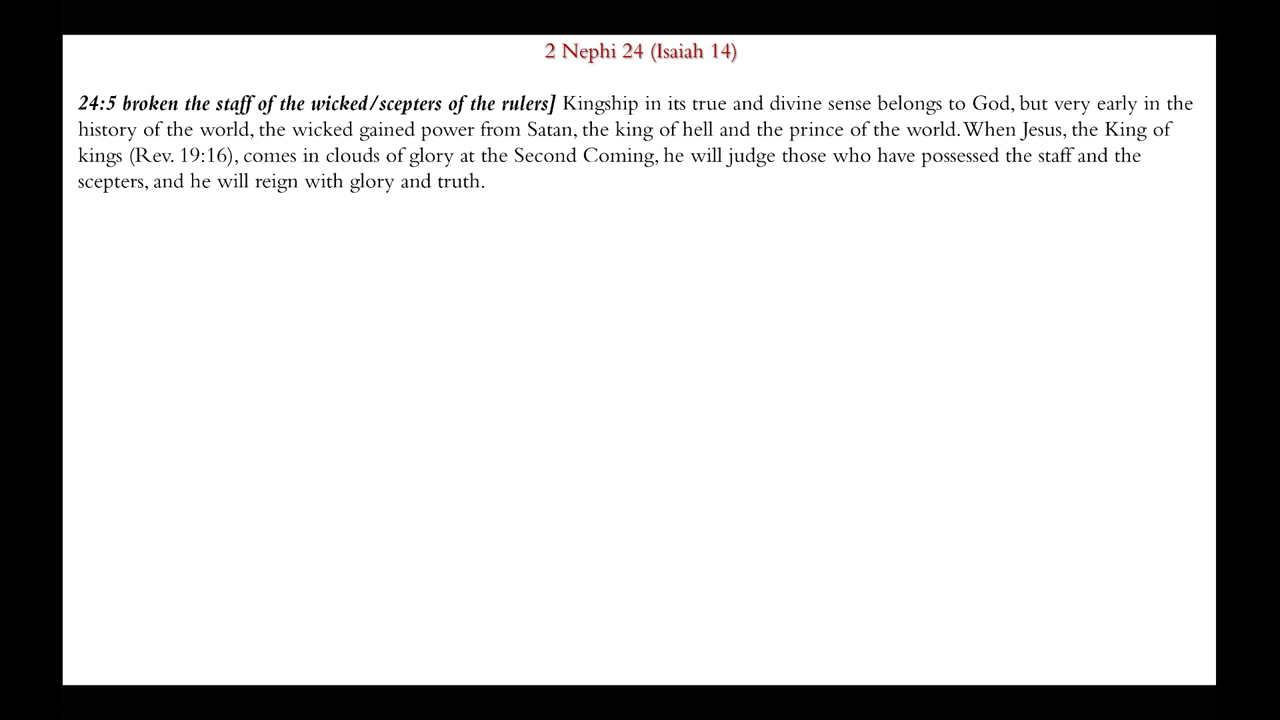 2 Nephi 24 (Isaiah 14)
24:5 broken the staff of the wicked/scepters of the rulers] Kingship in its true and divine sense belongs to God, but very early in the
history of the world, the wicked gained power from Satan, the king of hell and the prince of the world. When Jesus, the King of
kings (Rev. 19:16), comes in clouds of glory at the Second Coming, he will judge those who have possessed the staff and the
scepters, and he will reign with glory and truth.